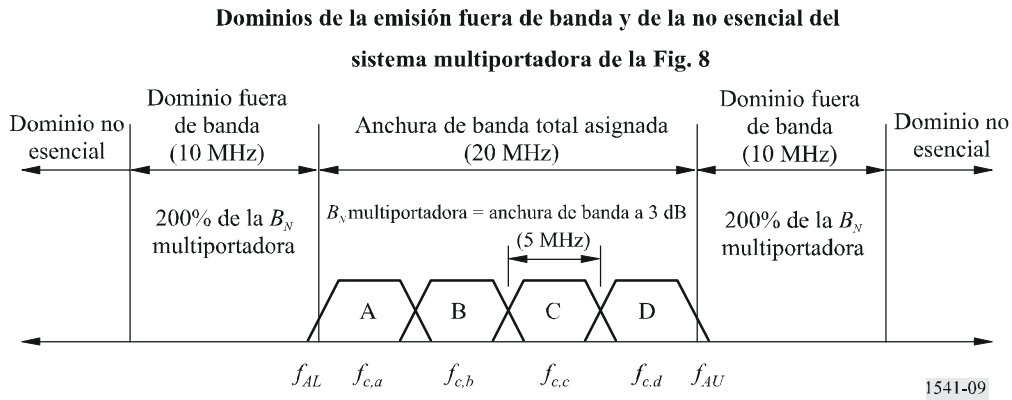 Dominios de la emisión fuera de banda y de la no esencial del
sistema multiportadora de la Fig. 8
Dominio no
esencial
Dominio fuera
de banda
(10 MHz)
Anchura de banda total asignada
(20 MHz)
Dominio fuera
de banda
(10 MHz)
Dominio no
esencial
200% de la B_N
multiportadora
B_N multiportadora = anchura de banda a 3 dB
(5 MHz)
200% de la B_N
multiportadora
A B C D
f_AL f_c,a f_c,b f_c.c f_c.d f_AU
1541-09